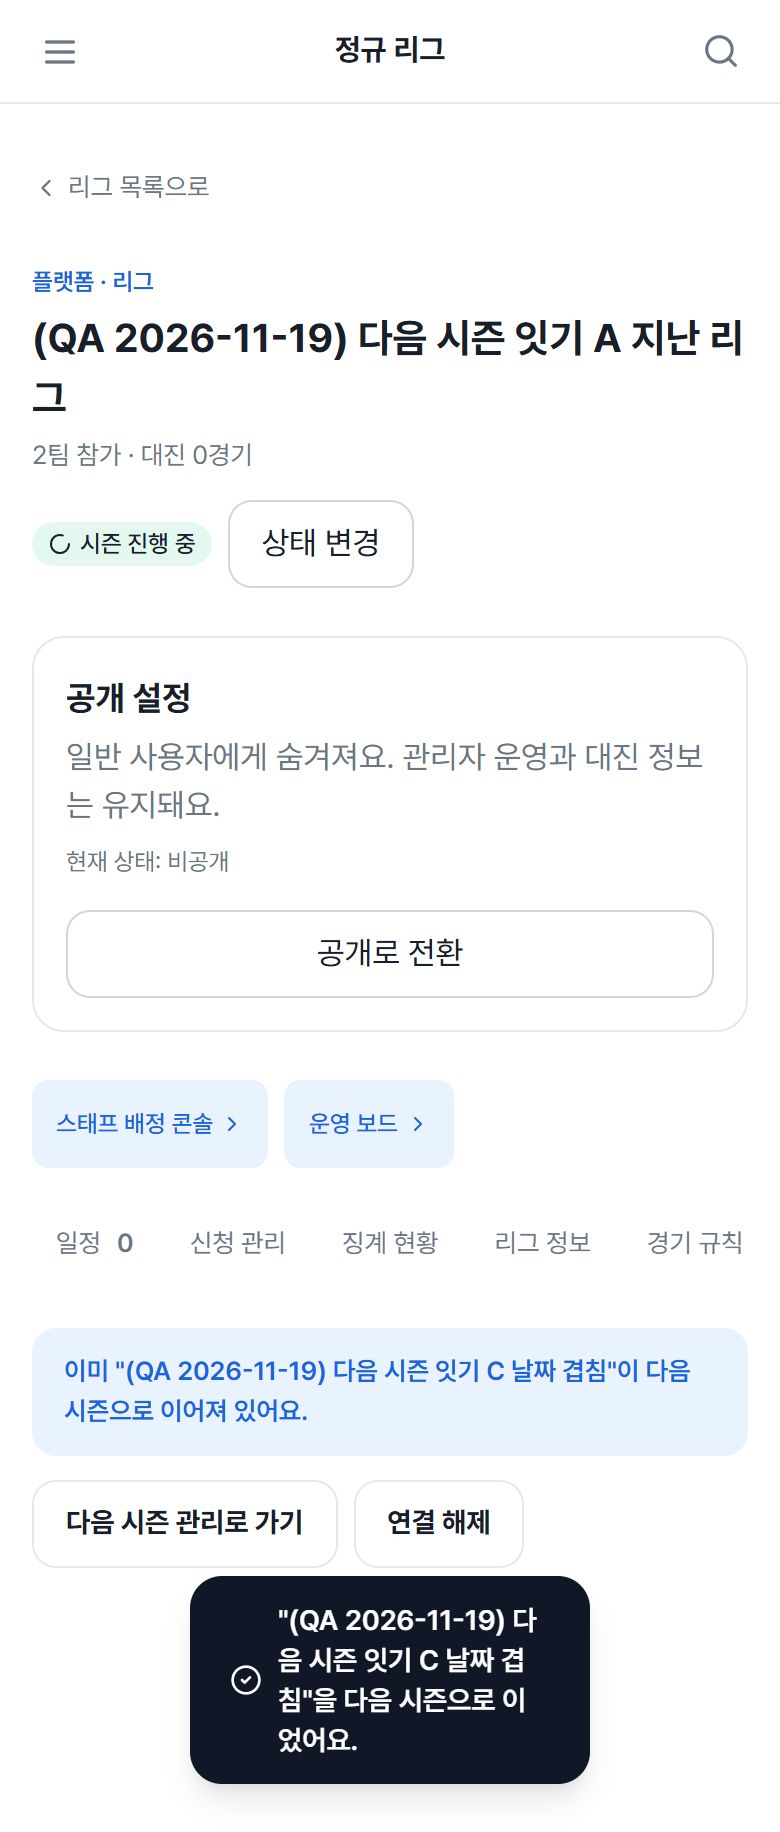 정규 리그
리그 목록으로
플랫폼 · 리그
(QA 2026-11-19) 다음 시즌 잇기 A 지난 리
그
2팀 참가 · 대진 0경기
시즌 진행 중
상태 변경
공개 설정
일반 사용자에게 숨겨져요. 관리자 운영과 대진 정보
는 유지돼요.
현재 상태: 비공개
공개로 전환
스태프 배정 콘솔
운영 보드
일정 0 신청 관리 징계 현황 리그 정보 경기 규칙
이미 "(QA 2026-11-19) 다음 시즌 잇기 C 날짜 겹침"이 다음
시즌으로 이어져 있어요.
다음 시즌 관리로 가기
연결 해제
"(QA 2026-11-19) 다
음 시즌 잇기 C 날짜 겹
침"을 다음 시즌으로 이
었어요.